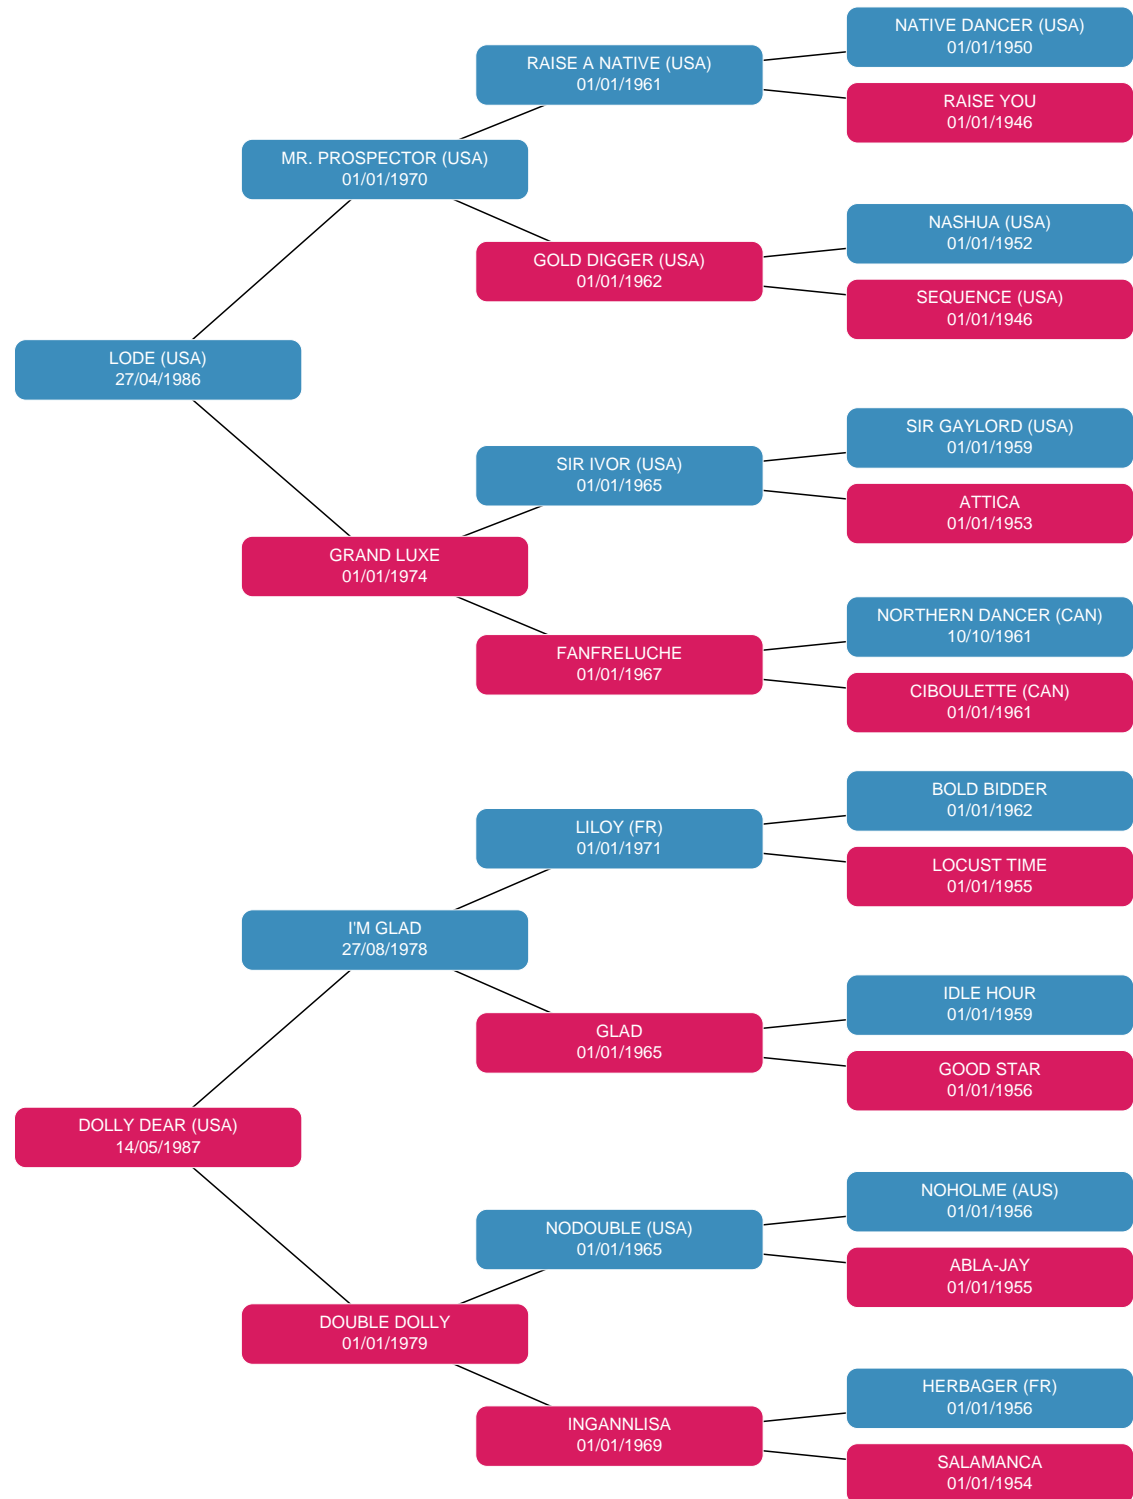 NATIVE DANCER (USA)
01/01/1950
RAISE A NATIVE (USA)
01/01/1961
RAISE YOU
01/01/1946
MR. PROSPECTOR (USA)
01/01/1970
NASHUA (USA)
01/01/1952
GOLD DIGGER (USA)
01/01/1962
SEQUENCE (USA)
01/01/1946
LODE (USA)
27/04/1986
SIR GAYLORD (USA)
01/01/1959
SIR IVOR (USA)
01/01/1965
ATTICA
01/01/1953
GRAND LUXE
01/01/1974
NORTHERN DANCER (CAN)
10/10/1961
FANFRELUCHE
01/01/1967
CIBOULETTE (CAN)
01/01/1961
BOLD BIDDER
01/01/1962
LILOY (FR)
01/01/1971
LOCUST TIME
01/01/1955
I'M GLAD
27/08/1978
IDLE HOUR
01/01/1959
GLAD
01/01/1965
GOOD STAR
01/01/1956
DOLLY DEAR (USA)
14/05/1987
NOHOLME (AUS)
01/01/1956
NODOUBLE (USA)
01/01/1965
ABLA-JAY
01/01/1955
DOUBLE DOLLY
01/01/1979
HERBAGER (FR)
01/01/1956
INGANNLISA
01/01/1969
SALAMANCA
01/01/1954